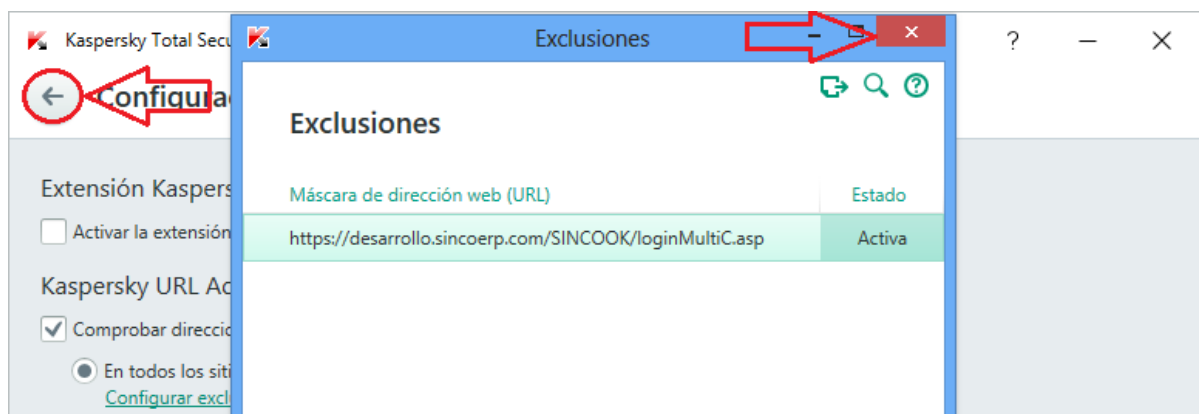 Kaspersky Total Secu
Configura
Extensión Kaspers
Activar la extensión
Kaspersky URL Ad
Comprobar direccio
En todos los siti
Configurar excl
Exclusiones
Exclusiones
Máscara de dirección web (URL) Estado
https://desarrollo.sincoerp.com/SINCOOK/loginMultiC.asp Activa